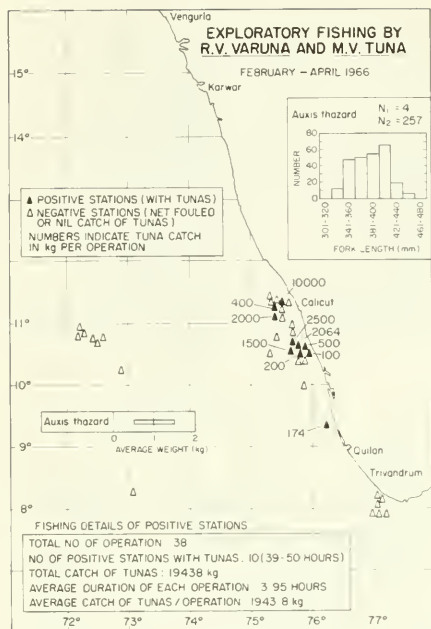 Vengurla
EXPLORATORY FISHING BY
R.V. VARUNA AND M.V. TUNA
FEBRUARY - APRIL 1966
15°
Karwar
Auxis thazard
N₁ = 4
N₂ = 257
80
60
40
20
0
NUMBER
301-320
341-360
381-400
421-440
461-480
FORK LENGTH (mm)
14°
▲ POSITIVE STATIONS (WITH TUNAS)
△ NEGATIVE STATIONS (NET FOULED
OR NIL CATCH OF TUNAS)
NUMBERS INDICATE TUNA CATCH
IN kg PER OPERATION
10000
400
Calicut
2000
2500
11°
2064
1500
500
100
200
10°
Auxis thazard
0 1 2
AVERAGE WEIGHT (kg)
174
9°
Quilan
Trivandrum
8°
FISHING DETAILS OF POSITIVE STATIONS
TOTAL NO OF OPERATION 38
NO OF POSITIVE STATIONS WITH TUNAS. 10 (39-50 HOURS)
TOTAL CATCH OF TUNAS : 19438 kg
AVERAGE DURATION OF EACH OPERATION 3 95 HOURS
AVERAGE CATCH OF TUNAS / OPERATION 1943 8 kg
72° 73° 74° 75° 76° 77°